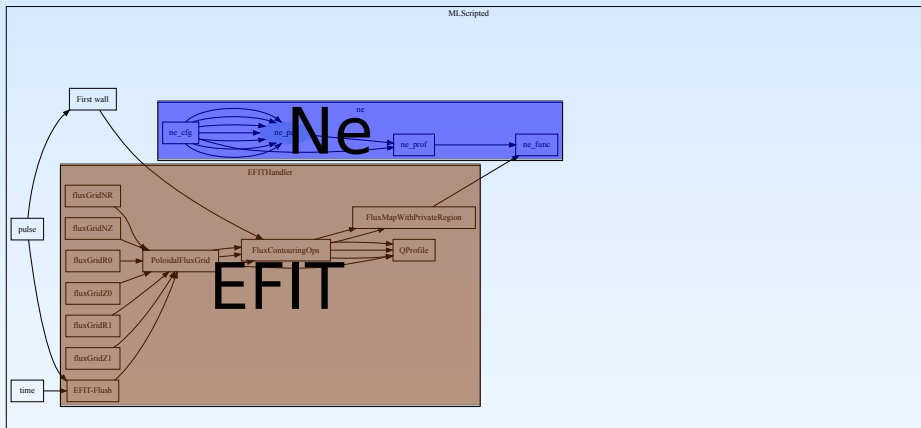 MLScripted
First wall
ne
ne_cfg
Ne
ne_prof
ne_func
EFITHandler
fluxGridNR
fluxGridNZ
fluxGridR0
fluxGridZ0
fluxGridR1
fluxGridZ1
EFIT-Flush
pulse
time
PoloidalFluxGrid
FluxContouringOps
FluxMapWithPrivateRegion
QProfile
EFIT